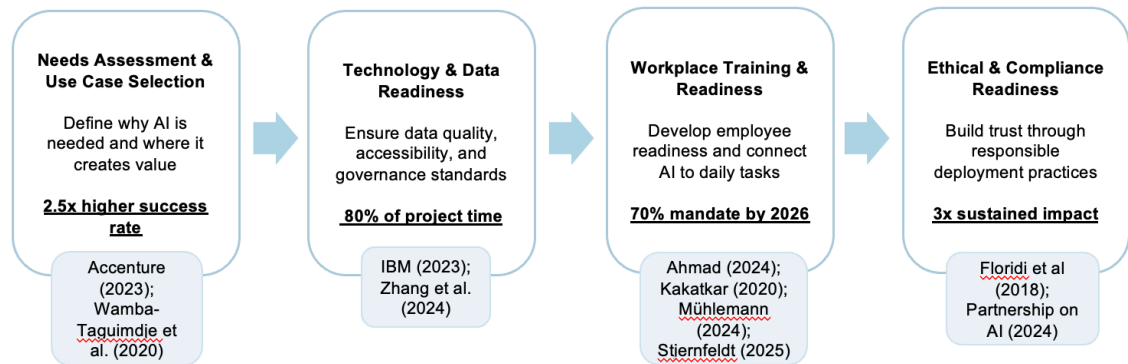 Needs Assessment &
Use Case Selection
Define why AI is
needed and where it
creates value
2.5x higher success
rate
Accenture
(2023);
Wamba-
Taguimdje et
al. (2020)
Technology & Data
Readiness
Ensure data quality,
accessibility, and
governance standards
80% of project time
IBM (2023);
Zhang et al.
(2024)
Workplace Training &
Readiness
Develop employee
readiness and connect
AI to daily tasks
70% mandate by 2026
Ahmad (2024);
Kakatkar (2020);
Mühlemann
(2024);
Stiernfeldt (2025)
Ethical & Compliance
Readiness
Build trust through
responsible
deployment practices
3x sustained impact
Floridi et al
(2018);
Partnership on
AI (2024)